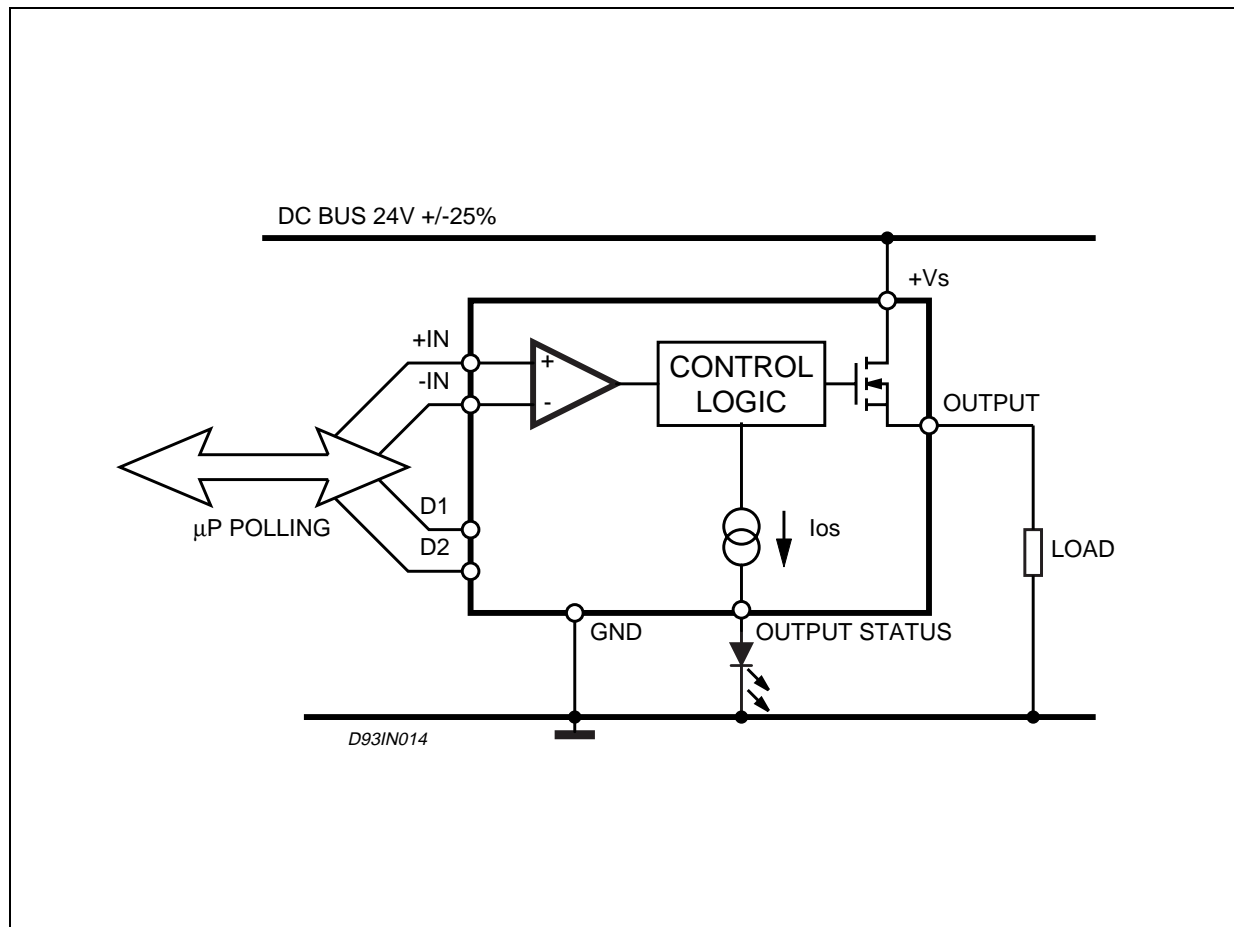 DC BUS 24V +/-25%
+Vs
+IN
-IN
+
-
CONTROL
LOGIC
OUTPUT
D1
µP POLLING
D2
Ios
LOAD
GND
OUTPUT STATUS
D93IN014